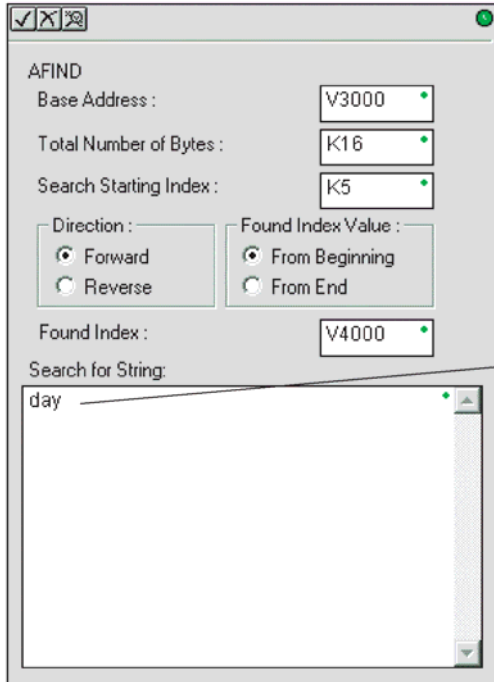 AFIND
Base Address : V3000
Total Number of Bytes : K16
Search Starting Index : K5
Direction : Found Index Value :
Forward From Beginning
Reverse From End
Found Index : V4000
Search for String:
day